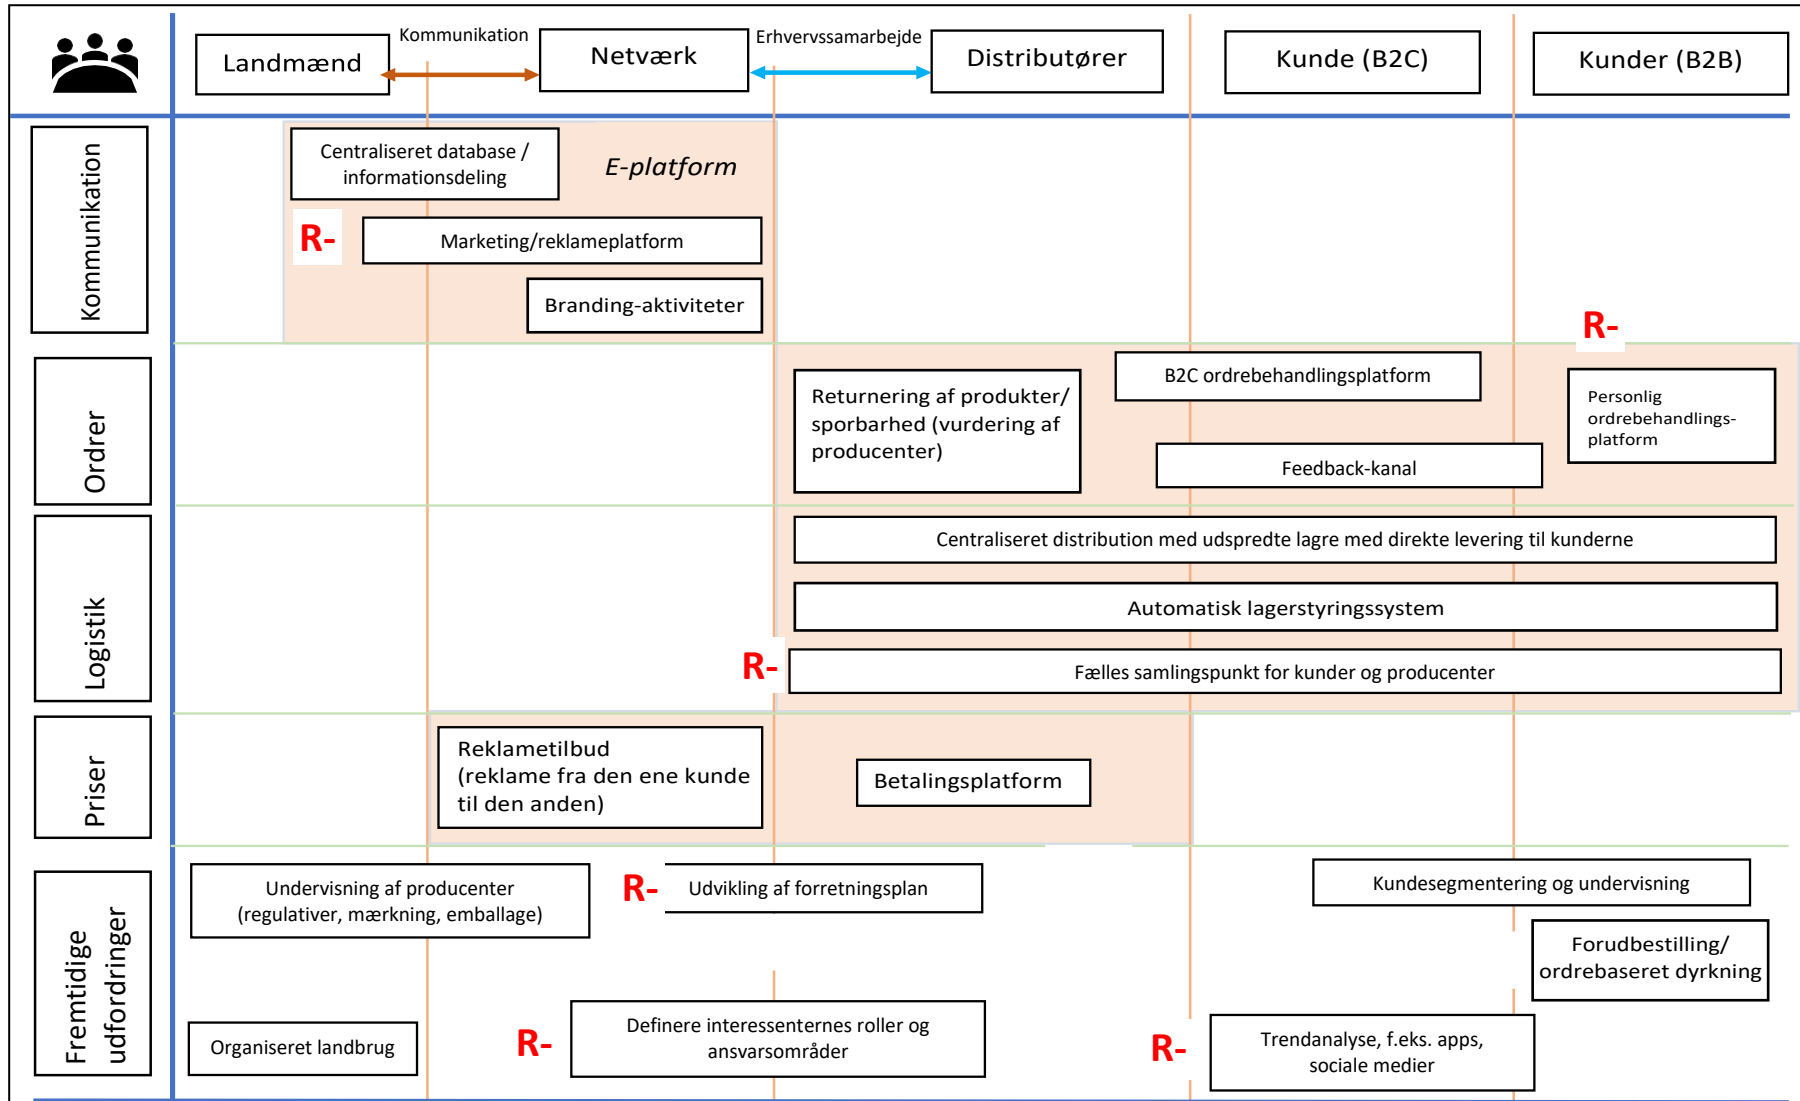 Landmænd
Kommunikation
Netværk
Erhvervssamarbejde
Distributører
Kunde (B2C)
Kunder (B2B)
Kommunikation
Centraliseret database /
informationsdeling
E-platform
R-
Marketing/reklameplatform
Branding-aktiviteter
R-
Ordrer
Returnering af produkter/
sporbarhed (vurdering af
producenter)
B2C ordrebehandlingsplatform
Feedback-kanal
Personlig
ordrebehandlings-
platform
Logistik
Centraliseret distribution med udspredte lagre med direkte levering til kunderne
Automatisk lagerstyringssystem
R-
Fælles samlingspunkt for kunder og producenter
Priser
Reklametilbud
(reklame fra den ene kunde
til den anden)
Betalingsplatform
Fremtidige
udfordringer
Undervisning af producenter
(regulativer, mærkning, emballage)
R-
Udvikling af forretningsplan
Kundesegmentering og undervisning
Forudbestilling/
ordrebaseret dyrkning
Organiseret landbrug
R-
Definere interessenternes roller og
ansvarsområder
R-
Trendanalyse, f.eks. apps,
sociale medier